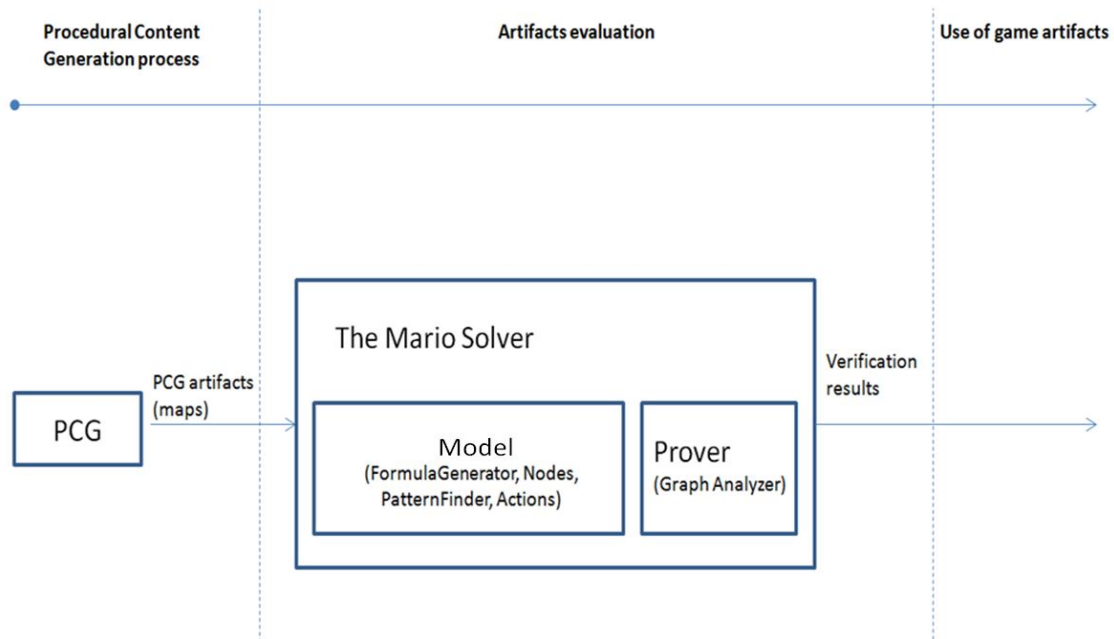 Procedural Content
Generation process
Artifacts evaluation
Use of game artifacts
The Mario Solver
PCG artifacts
(maps)
Verification
results
PCG
Model
(FormulaGenerator, Nodes,
PatternFinder, Actions)
Prover
(Graph Analyzer)